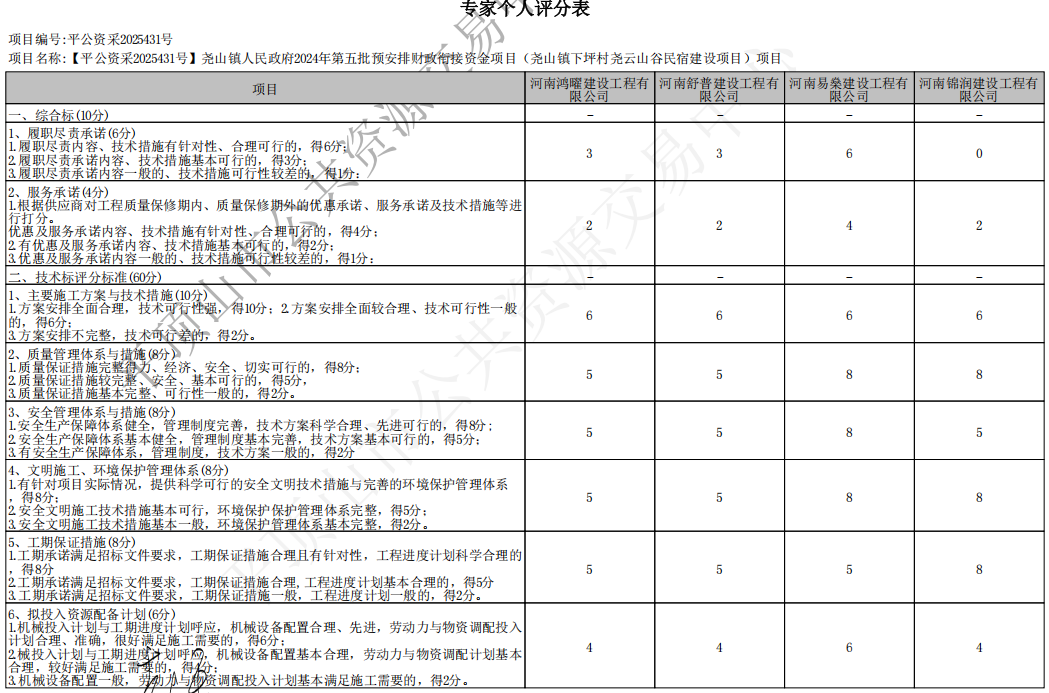 专家个人评分表
项目编号:平公资采2025431号
项目名称:【平公资采2025431号】尧山镇人民政府2024年第五批预安排财政衔接资金项目（尧山镇下坪村尧云山谷民宿建设项目）项目
项目 河南鸿曜建设工程有限公司 河南舒普建设工程有限公司 河南易燊建设工程有限公司 河南锦润建设工程有限公司
一、综合标(10分) - - - -
1、履职尽责承诺(6分)
1.履职尽责内容、技术措施有针对性、合理可行的，得6分；
2.履职尽责承诺内容、技术措施基本可行的，得3分；
3.履职尽责承诺内容一般的、技术措施可行性较差的，得1分；
3 3 6 0
2、服务承诺(4分)
1.根据供应商对工程质量保修期内、质量保修期外的优惠承诺、服务承诺及技术措施等进
行打分。
优惠及服务承诺内容、技术措施有针对性、合理可行的，得4分；
2.有优惠及服务承诺内容、技术措施基本可行的，得2分；
3.优惠及服务承诺内容一般的、技术措施可行性较差的，得1分；
2 2 4 2
二、技术标评分标准(60分) - - - -
1、主要施工方案与技术措施(10分)
1.方案安排全面合理，技术可行性强，得10分；2.方案安排全面较合理、技术可行性一般
的，得6分；
3.方案安排不完整，技术可行差的，得2分。
6 6 6 6
2、质量管理体系与措施(8分)
1.质量保证措施完整得力、经济、安全、切实可行的，得8分；
2.质量保证措施较完整、安全、基本可行的，得5分，
3.质量保证措施基本完整、可行性一般的，得2分。
5 5 8 8
3、安全管理体系与措施(8分)
1.安全生产保障体系健全，管理制度完善，技术方案科学合理、先进可行的，得8分；
2.安全生产保障体系基本健全，管理制度基本完善，技术方案基本可行的，得5分；
3.有安全生产保障体系，管理制度，技术方案一般的，得2分
5 5 8 5
4、文明施工、环境保护管理体系(8分)
1.有针对项目实际情况，提供科学可行的安全文明技术措施与完善的环境保护管理体系
，得8分；
2.安全文明施工技术措施基本可行，环境保护保护管理体系完整，得5分；
3.安全文明施工技术措施基本一般，环境保护管理体系基本完整，得2分。
5 5 8 8
5、工期保证措施(8分)
1.工期承诺满足招标文件要求，工期保证措施合理且有针对性，工程进度计划科学合理的
，得8分
2.工期承诺满足招标文件要求，工期保证措施合理,工程进度计划基本合理的，得5分
3.工期承诺满足招标文件要求，工期保证措施一般，工程进度计划一般的，得2分。
5 5 5 8
6、拟投入资源配备计划(6分)
1.机械投入计划与工期进度计划呼应，机械设备配置合理、先进，劳动力与物资调配投入
计划合理、准确，很好满足施工需要的，得6分；
2.械投入计划与工期进度计划呼应，机械设备配置基本合理，劳动力与物资调配计划基本
合理，较好满足施工需要的，得4分；
3.机械设备配置一般，劳动力与物资调配投入计划基本满足施工需要的，得2分。
4 4 6 4
平顶山市公共资源交易中
平顶山市公共资源交易中心